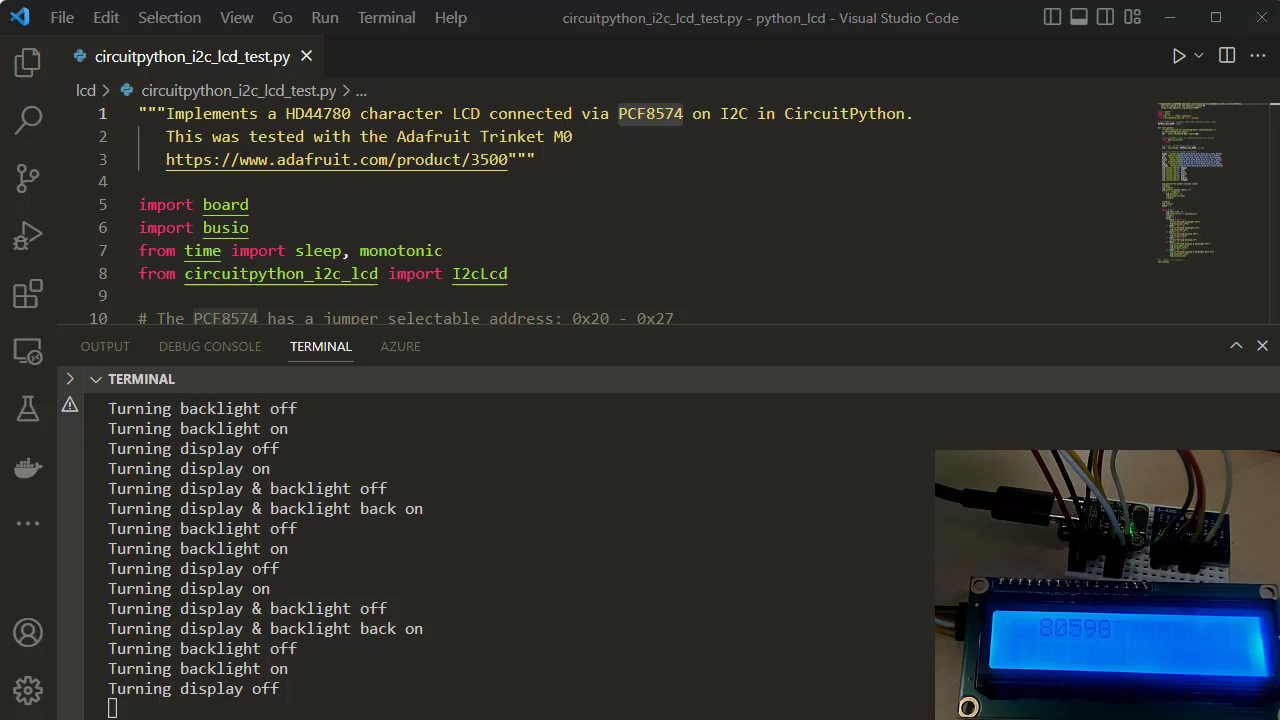 File Edit Selection View Go Run Terminal Help circuitpython_i2c_lcd_test.py - python_lcd - Visual Studio Code
circuitpython_i2c_lcd_test.py
lcd > circuitpython_i2c_lcd_test.py > ...
1 """Implements a HD44780 character LCD connected via PCF8574 on I2C in CircuitPython.
2 This was tested with the Adafruit Trinket M0
3 https://www.adafruit.com/product/3500"""
4
5 import board
6 import busio
7 from time import sleep, monotonic
8 from circuitpython_i2c_lcd import I2cLcd
9
10 # The PCF8574 has a jumper selectable address: 0x20 - 0x27
OUTPUT DEBUG CONSOLE TERMINAL AZURE
TERMINAL
Turning backlight off
Turning backlight on
Turning display off
Turning display on
Turning display & backlight off
Turning display & backlight back on
Turning backlight off
Turning backlight on
Turning display off
Turning display on
Turning display & backlight off
Turning display & backlight back on
Turning backlight off
Turning backlight on
Turning display off
80598